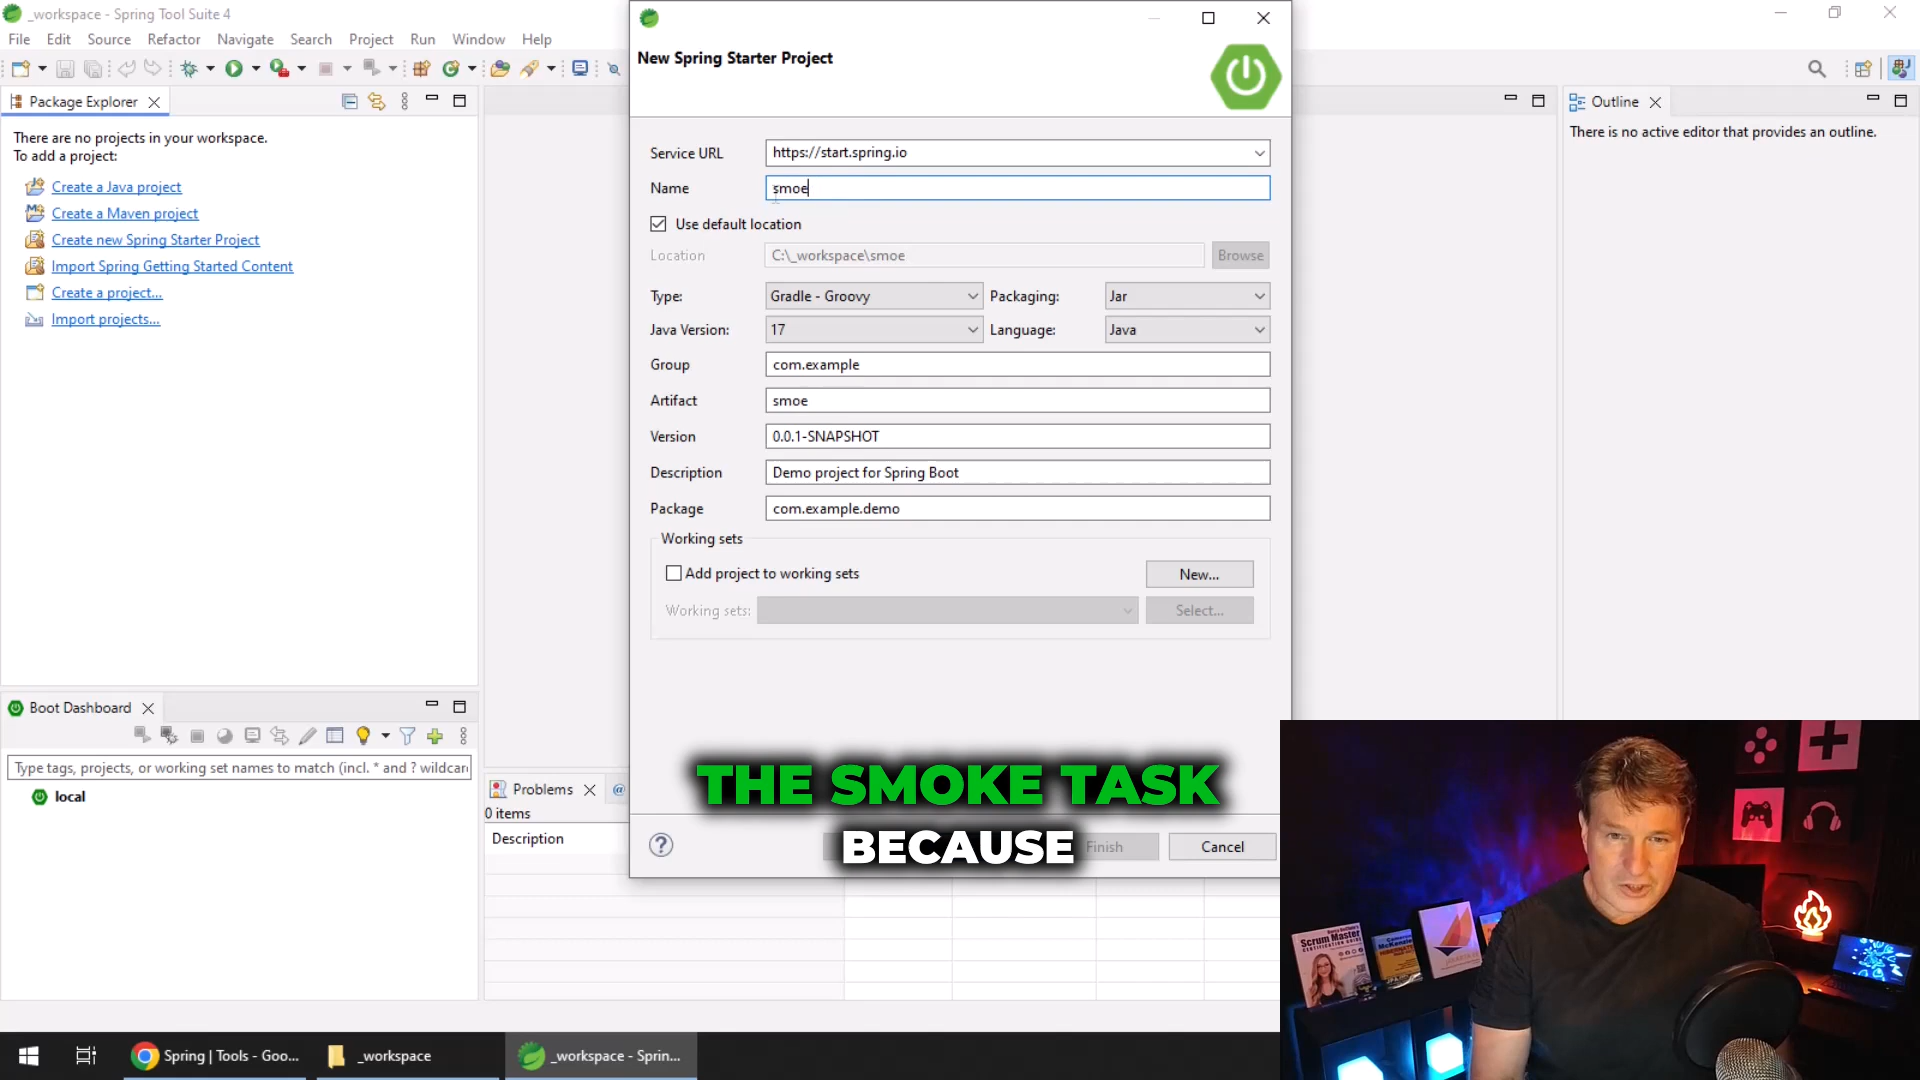 _workspace - Spring Tool Suite 4
File Edit Source Refactor Navigate Search Project Run Window Help
Package Explorer
There are no projects in your workspace.
To add a project:
Create a Java project
Create a Maven project
Create new Spring Starter Project
Import Spring Getting Started Content
Create a project...
Import projects...
Boot Dashboard
Type tags, projects, or working set names to match (incl. * and ? wildcar
local
Problems
@
0 items
Description
New Spring Starter Project
Service URL https://start.spring.io
Name smoe
Use default location
Location C:\_workspace\smoe Browse
Type: Gradle - Groovy Packaging: Jar
Java Version: 17 Language: Java
Group com.example
Artifact smoe
Version 0.0.1-SNAPSHOT
Description Demo project for Spring Boot
Package com.example.demo
Working sets
Add project to working sets New...
Working sets: Select...
THE SMOKE TASK
BECAUSE
Finish Cancel
Outline
There is no active editor that provides an outline.
Scrum Master
Spring | Tools - Goo...
_workspace
_workspace - Sprin...